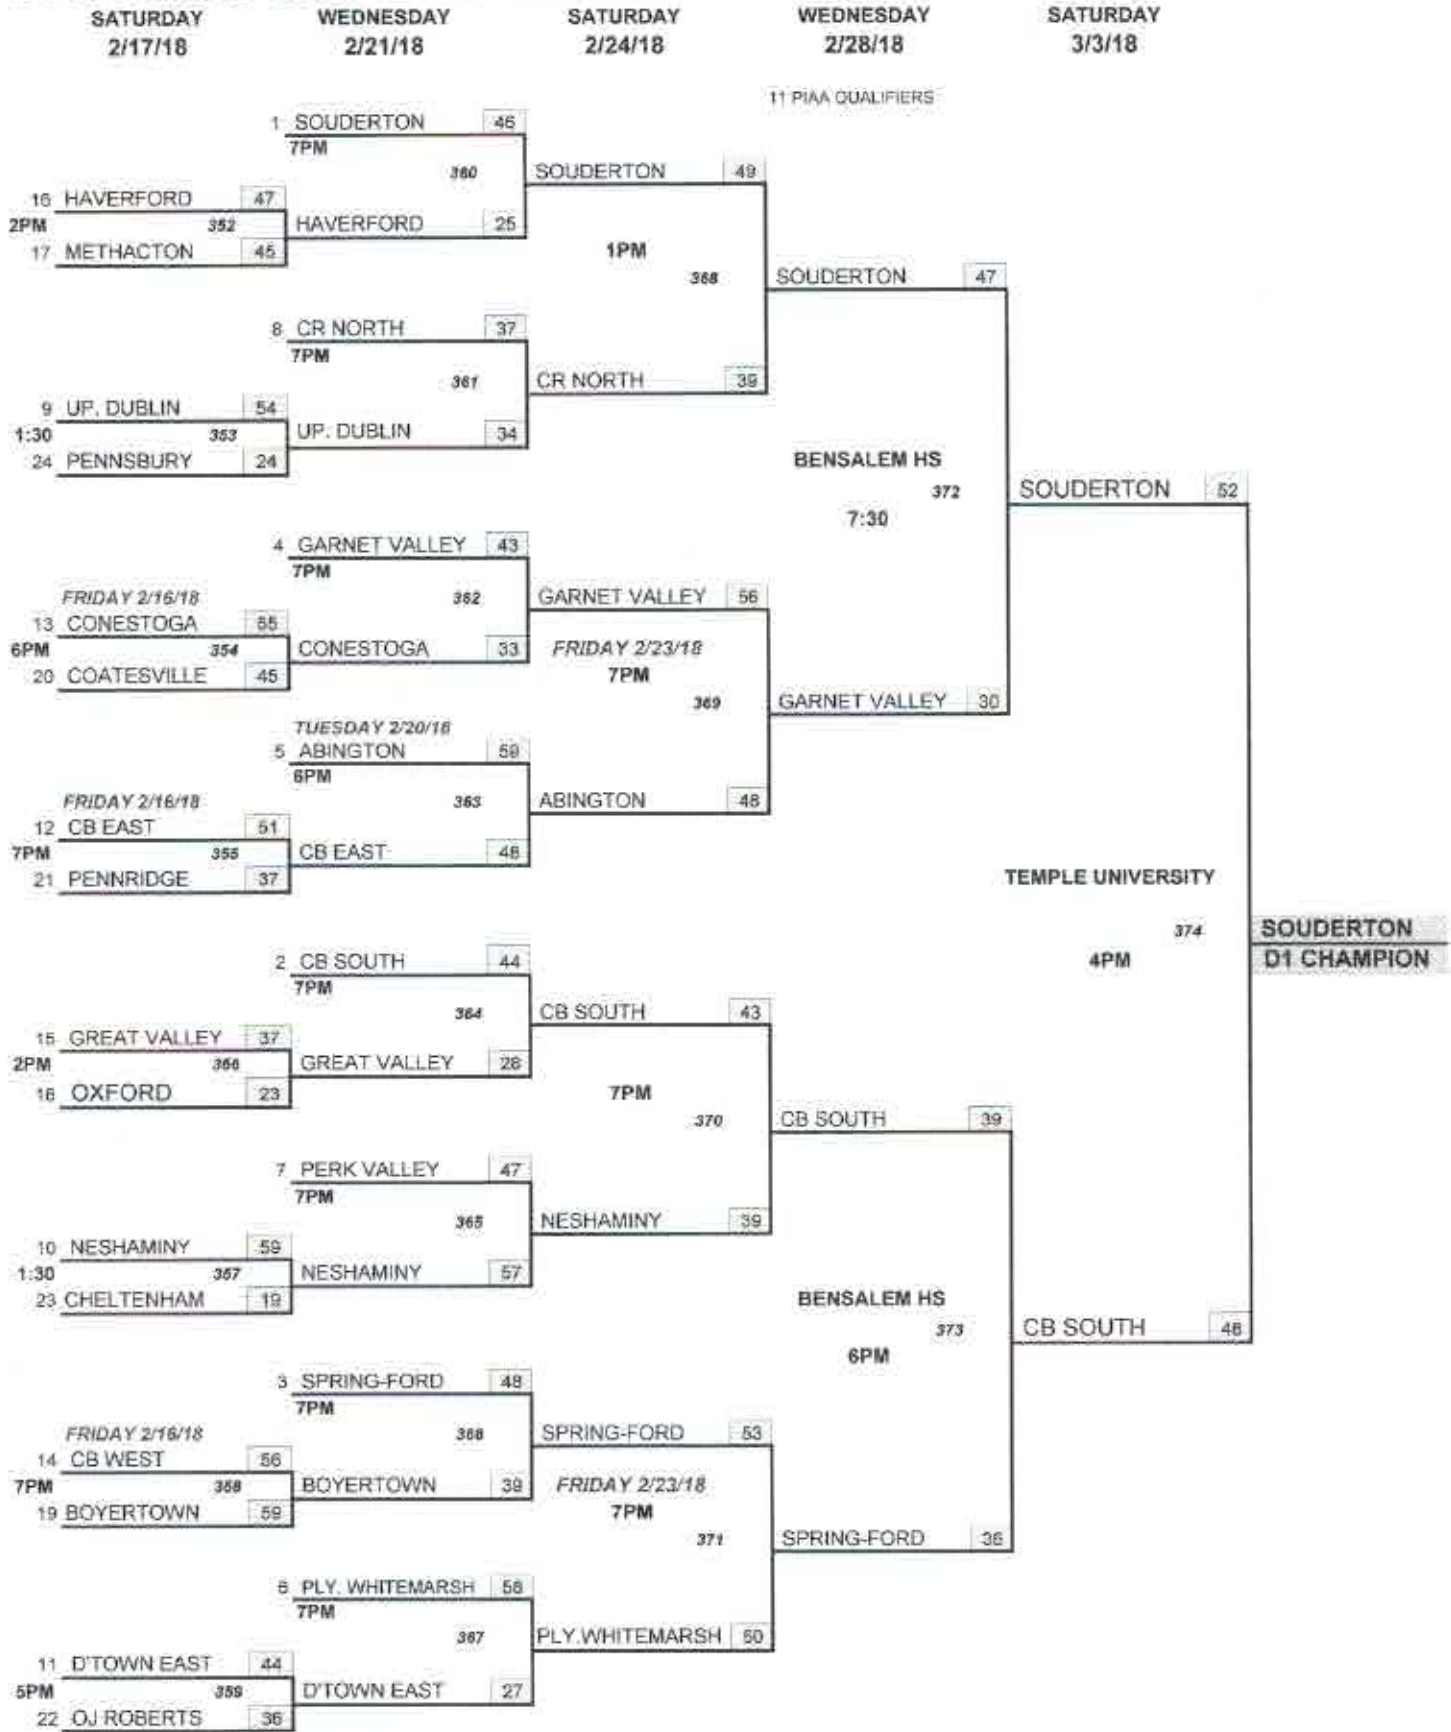 SATURDAY
2/17/18
WEDNESDAY
2/21/18
SATURDAY
2/24/18
WEDNESDAY
2/28/18
SATURDAY
3/3/18
11 PIAA QUALIFIERS
1 SOUDERTON 46
7PM
360
SOUDERTON 49
16 HAVERFORD 47
2PM 352
HAVERFORD 25
17 METHACTON 45
1PM
368
SOUDERTON 47
8 CR NORTH 37
7PM
361
CR NORTH 39
9 UP. DUBLIN 54
1:30 353
UP. DUBLIN 34
24 PENNSBURY 24
BENSALEM HS
372
7:30
SOUDERTON 52
4 GARNET VALLEY 43
7PM
362
GARNET VALLEY 56
FRIDAY 2/16/18
13 CONESTOGA 55
6PM 354
CONESTOGA 33
20 COATESVILLE 45
FRIDAY 2/23/18
7PM
369
GARNET VALLEY 30
TUESDAY 2/20/18
5 ABINGTON 59
6PM
363
ABINGTON 48
FRIDAY 2/16/18
12 CB EAST 51
7PM 355
CB EAST 46
21 PENNRIDGE 37
TEMPLE UNIVERSITY
374
4PM
SOUDERTON
D1 CHAMPION
2 CB SOUTH 44
7PM
364
CB SOUTH 43
15 GREAT VALLEY 37
2PM 356
GREAT VALLEY 28
18 OXFORD 23
7PM
370
CB SOUTH 39
7 PERK VALLEY 47
7PM
365
NESHAMINY 39
10 NESHAMINY 59
1:30 357
NESHAMINY 57
23 CHELTENHAM 19
BENSALEM HS
373
6PM
CB SOUTH
3 SPRING-FORD 48
7PM
366
SPRING-FORD 53
FRIDAY 2/16/18
14 CB WEST 56
7PM 358
BOYERTOWN 39
19 BOYERTOWN 59
FRIDAY 2/23/18
7PM
371
SPRING-FORD
6 PLY. WHITEMARSH
7PM
367
PLY.WHITEMARSH 50
11 D'TOWN EAST 44
5PM 359
D'TOWN EAST 27
22 OJ ROBERTS 36